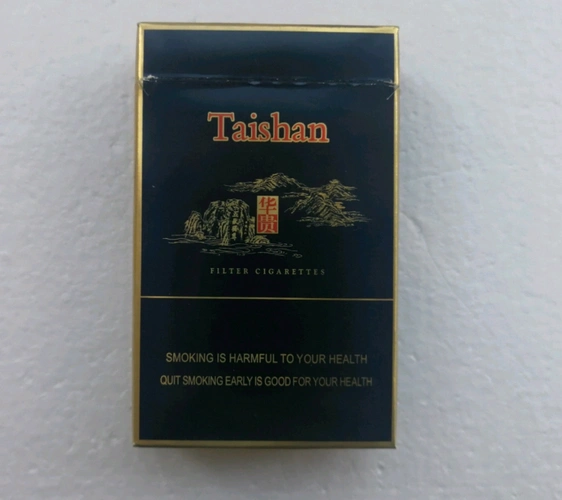 Taishan
华贵
FILTER CIGARETTES
SMOKING IS HARMFUL TO YOUR HEALTH
QUIT SMOKING EARLY IS GOOD FOR YOUR HEALTH